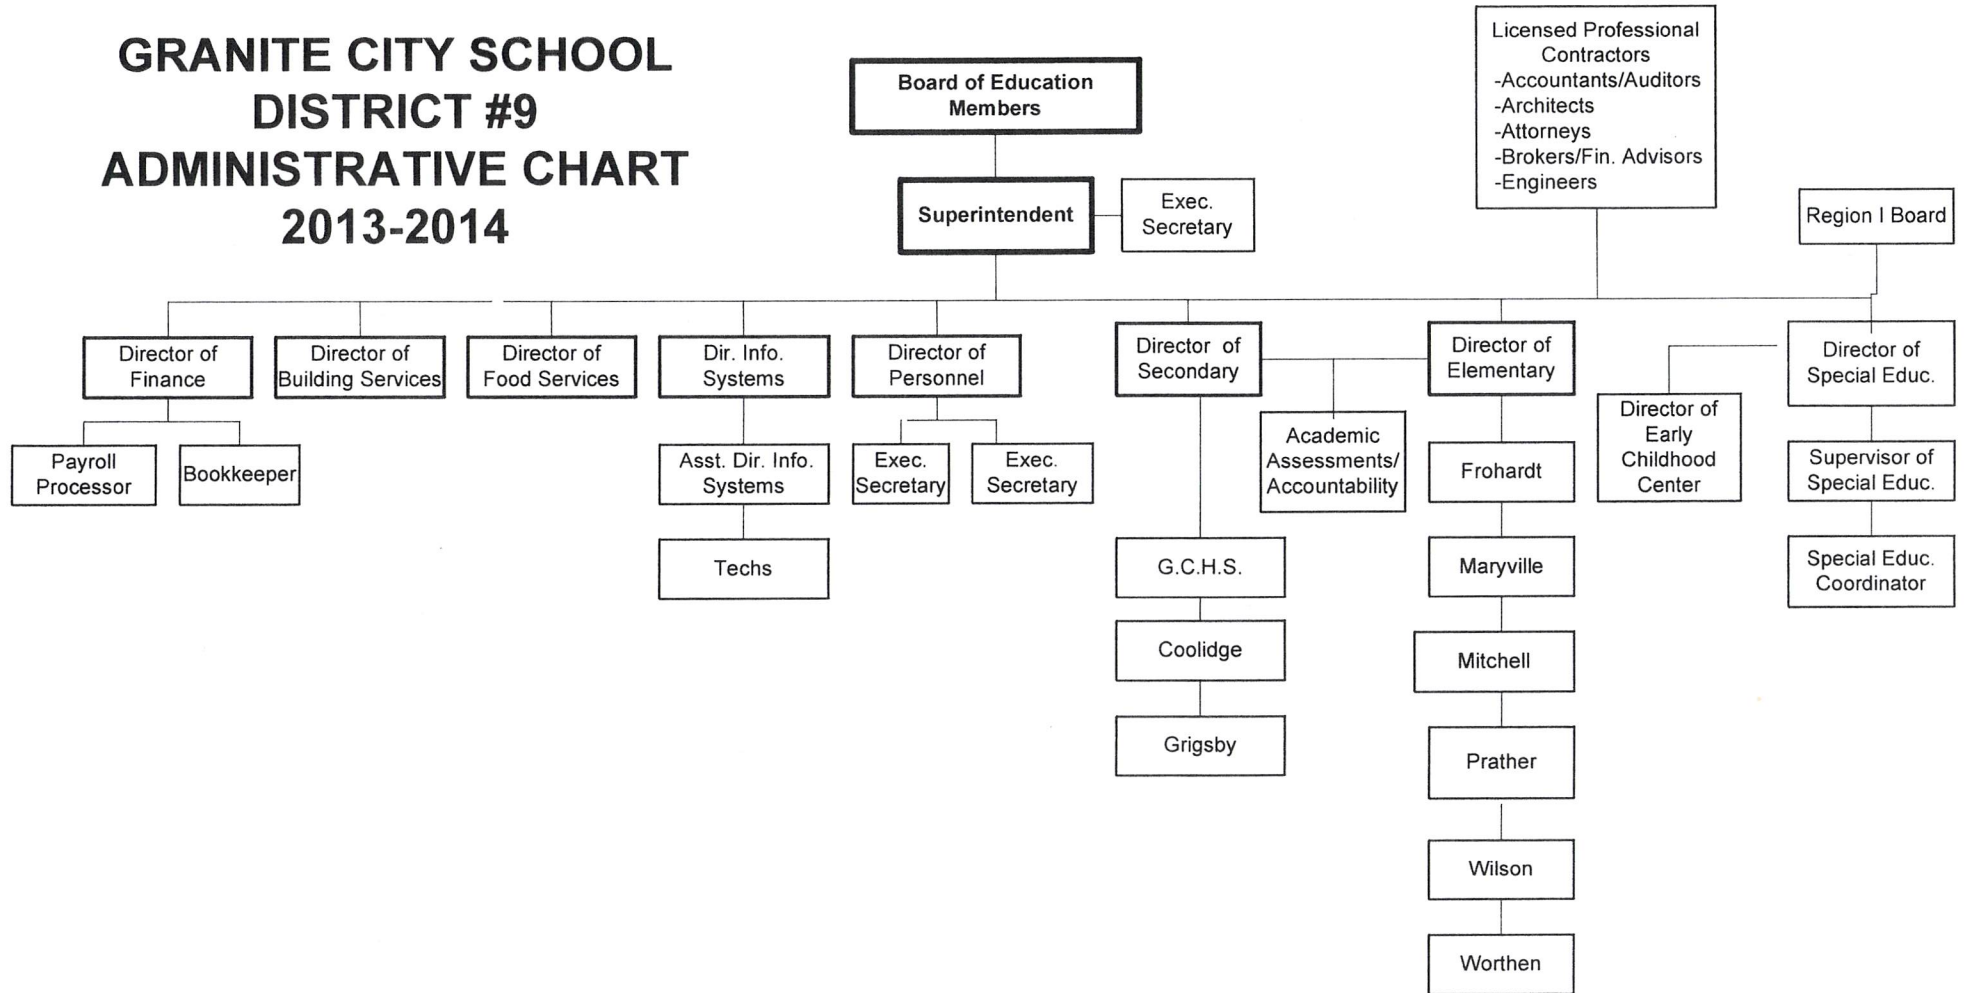 GRANITE CITY SCHOOL
DISTRICT #9
ADMINISTRATIVE CHART
2013-2014
Board of Education
Members
Superintendent
Exec.
Secretary
Licensed Professional
Contractors
-Accountants/Auditors
-Architects
-Attorneys
-Brokers/Fin. Advisors
-Engineers
Region I Board
Director of
Finance
Director of
Building Services
Director of
Food Services
Dir. Info.
Systems
Director of
Personnel
Director of
Secondary
Director of
Elementary
Director of
Special Educ.
Payroll
Processor
Bookkeeper
Asst. Dir. Info.
Systems
Techs
Exec.
Secretary
Exec.
Secretary
Academic
Assessments/
Accountability
G.C.H.S.
Coolidge
Grigsby
Frohardt
Maryville
Mitchell
Prather
Wilson
Worthen
Director of
Early
Childhood
Center
Supervisor of
Special Educ.
Special Educ.
Coordinator